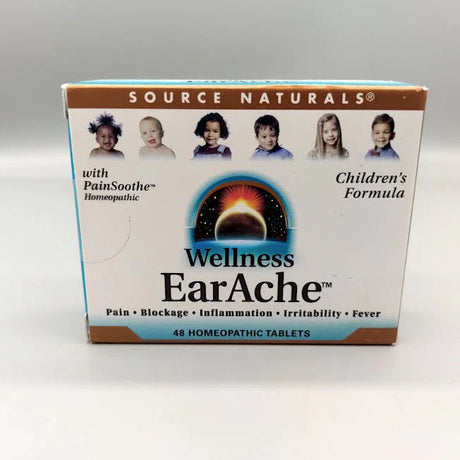 SOURCE NATURALS®
with
PainSoothe™
Homeopathic
Children's
Formula
Wellness
EarAche™
Pain • Blockage • Inflammation • Irritability • Fever
48 HOMEOPATHIC TABLETS